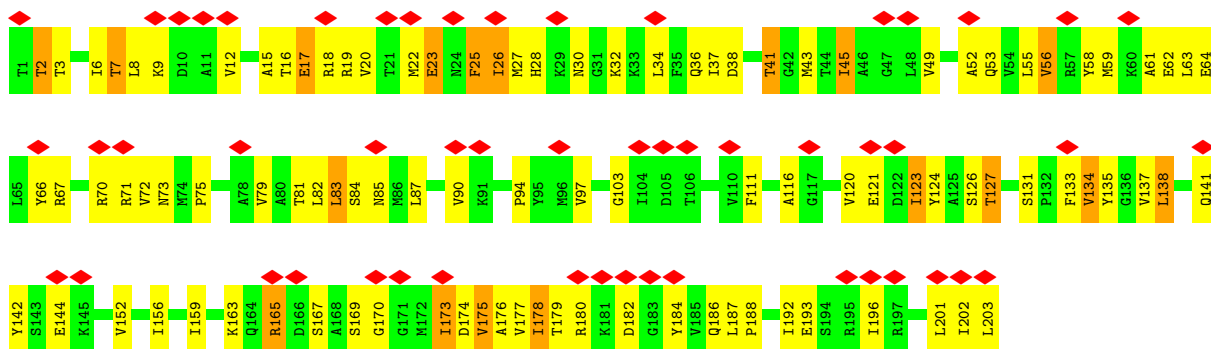 T1 T2 T3 I6 T7 L8 K9 D10 A11 V12 A15 T16 E17 R18 R19 V20 T21 M22 E23 N24 F25 I26 M27 H28 K29 N30 G31 K32 K33 L34 F35 Q36 I37 D38 T41 G42 M43 T44 I45 A46 G47 L48 V49 A52 Q53 V54 L55 V56 R57 Y58 M59 K60 A61 E62 L63 E64
L65 Y66 R67 R70 R71 V72 N73 M74 P75 A78 V79 A80 T81 L82 L83 S84 N85 M86 L87 V90 K91 P94 Y95 M96 V97 G103 I104 D105 T106 V110 F111 A116 G117 V120 E121 D122 I123 Y124 A125 S126 T127 S131 P132 F133 V134 Y135 G136 V137 L138 Q141
Y142 S143 E144 K145 V152 I156 I159 K163 Q164 R165 D166 S167 A168 S169 G170 G171 M172 I173 D174 V175 A176 V177 I178 T179 R180 K181 D182 G183 Y184 V185 Q186 L187 P188 I192 E193 S194 R195 I196 R197 L201 I202 L203